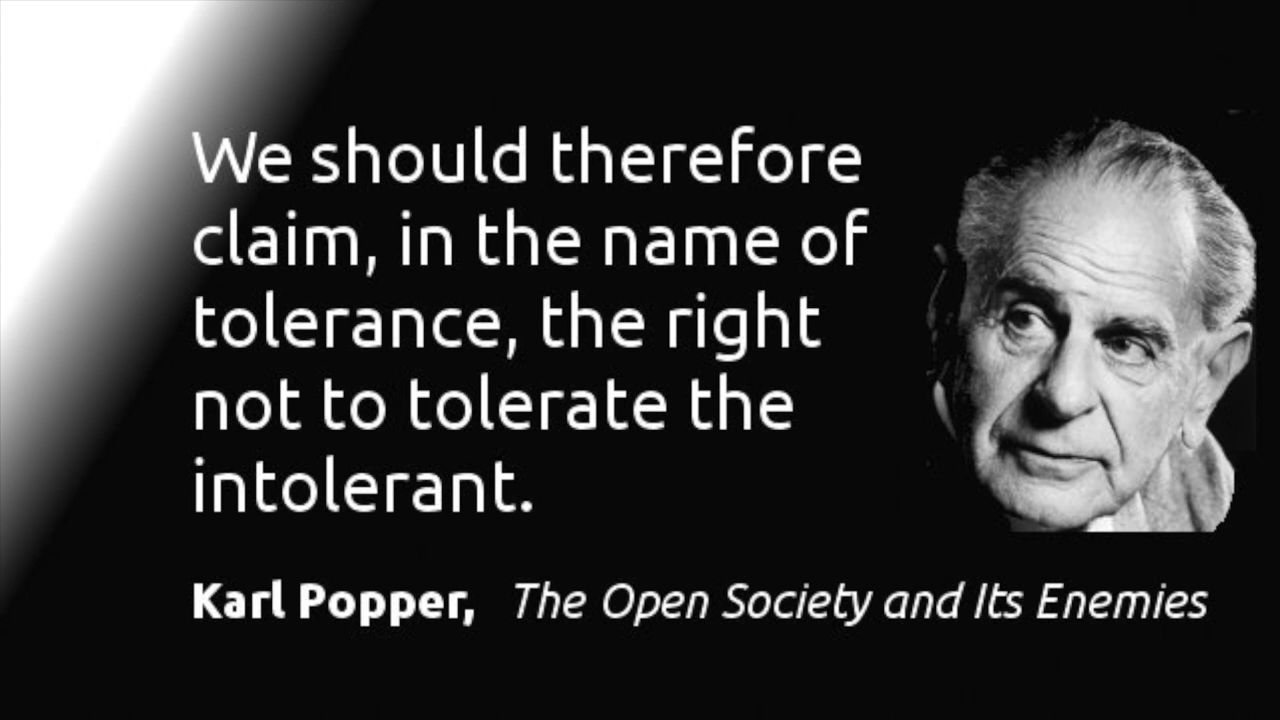 We should therefore
claim, in the name of
tolerance, the right
not to tolerate the
intolerant.
Karl Popper, The Open Society and Its Enemies